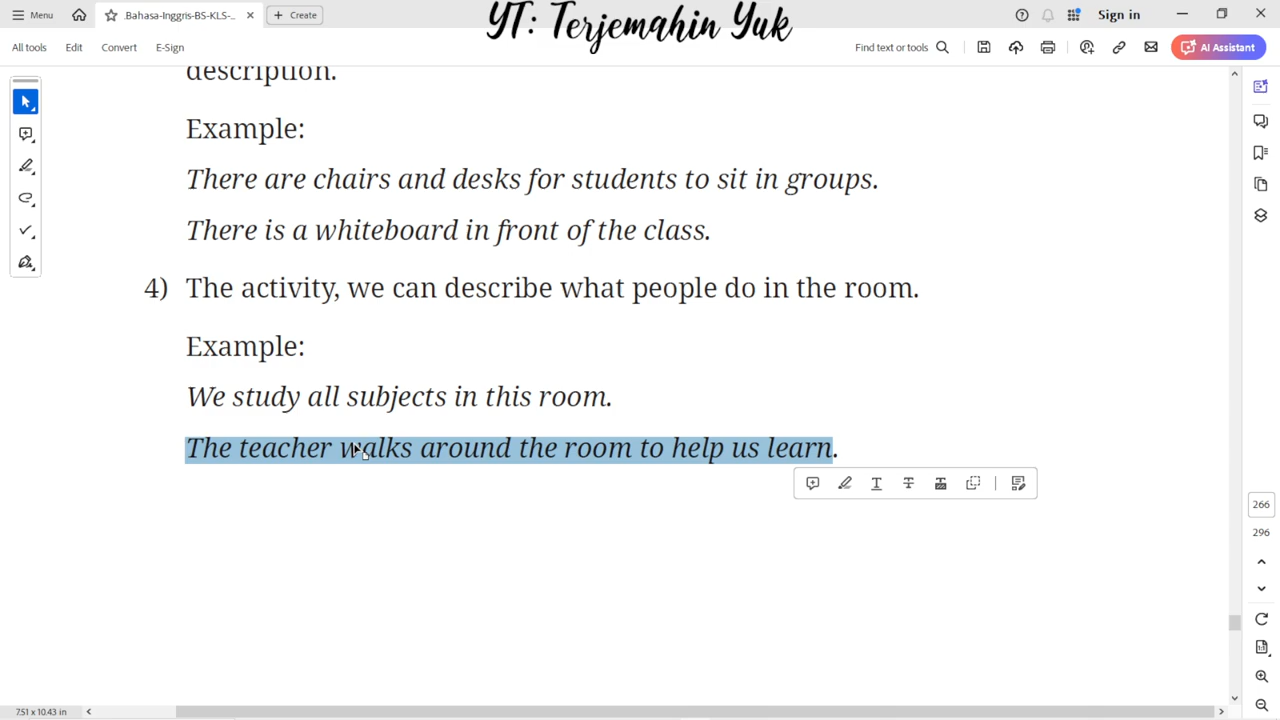 Menu
.Bahasa-Inggris-BS-KLS-...
Create
YT: Terjemahin Yuk
Sign in
All tools
Edit
Convert
E-Sign
Find text or tools
AI Assistant
description.
Example:
There are chairs and desks for students to sit in groups.
There is a whiteboard in front of the class.
4) The activity, we can describe what people do in the room.
Example:
We study all subjects in this room.
The teacher walks around the room to help us learn.
266
296
7.51 x 10.43 in